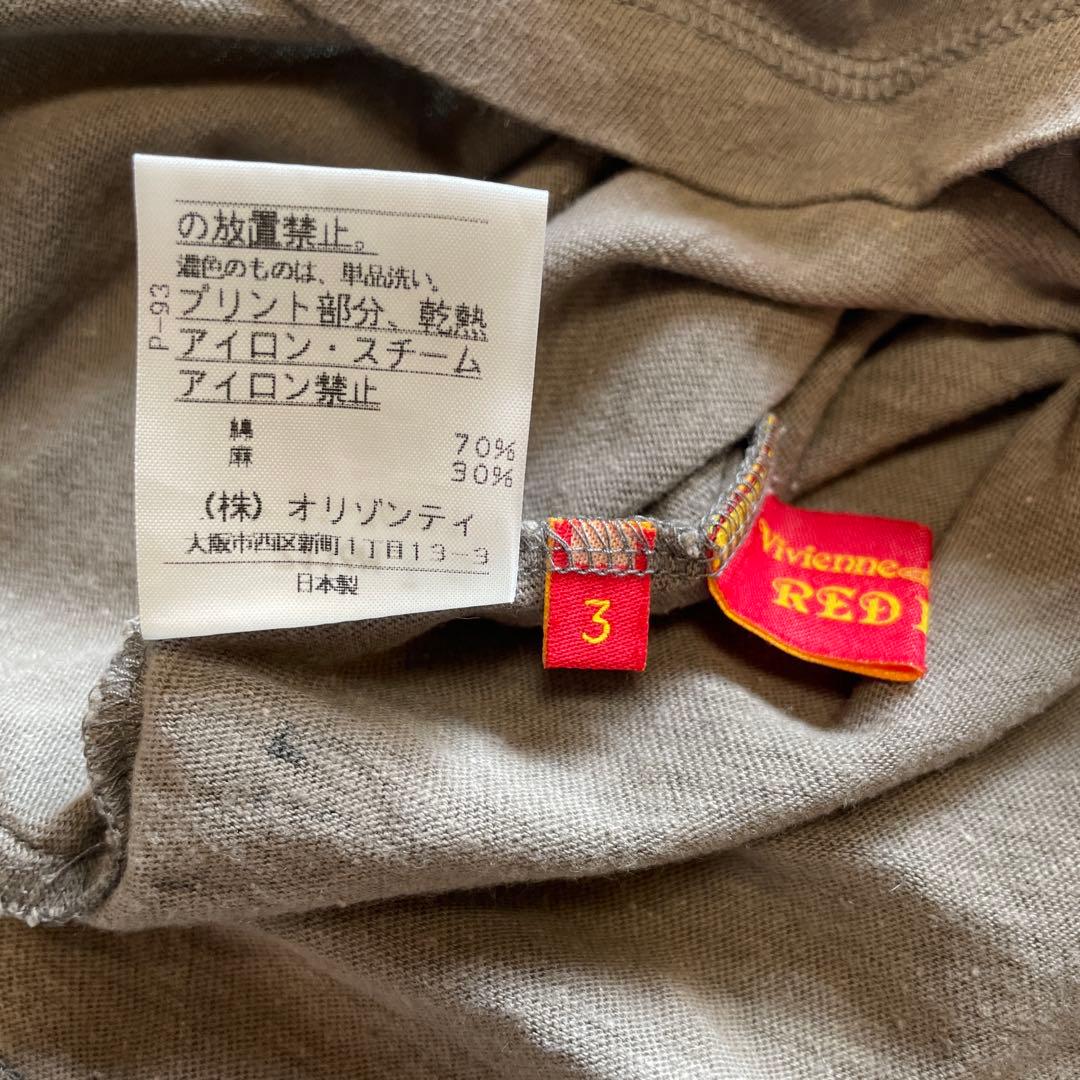 の放置禁止。
濃色のものは、単品洗い。
プリント部分、乾熱
アイロン・スチーム
アイロン禁止
綿 70%
麻 30%
(株) オリゾンティ
大阪市西区新町1丁目13-3
日本製
P-93
3
Vivienne
RED